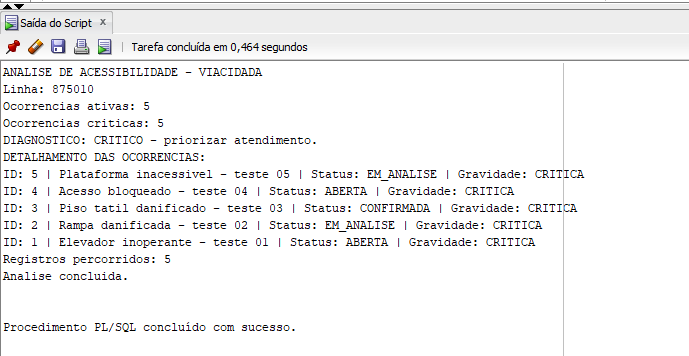 Saída do Script x
Tarefa concluída em 0,464 segundos
ANALISE DE ACESSIBILIDADE - VIACIDADA
Linha: 875010
Ocorrencias ativas: 5
Ocorrencias criticas: 5
DIAGNOSTICO: CRITICO - priorizar atendimento.
DETALHAMENTO DAS OCORRENCIAS:
ID: 5 | Plataforma inacessivel - teste 05 | Status: EM_ANALISE | Gravidade: CRITICA
ID: 4 | Acesso bloqueado - teste 04 | Status: ABERTA | Gravidade: CRITICA
ID: 3 | Piso tatil danificado - teste 03 | Status: CONFIRMADA | Gravidade: CRITICA
ID: 2 | Rampa danificada - teste 02 | Status: EM_ANALISE | Gravidade: CRITICA
ID: 1 | Elevador inoperante - teste 01 | Status: ABERTA | Gravidade: CRITICA
Registros percorridos: 5
Analise concluida.
Procedimento PL/SQL concluído com sucesso.